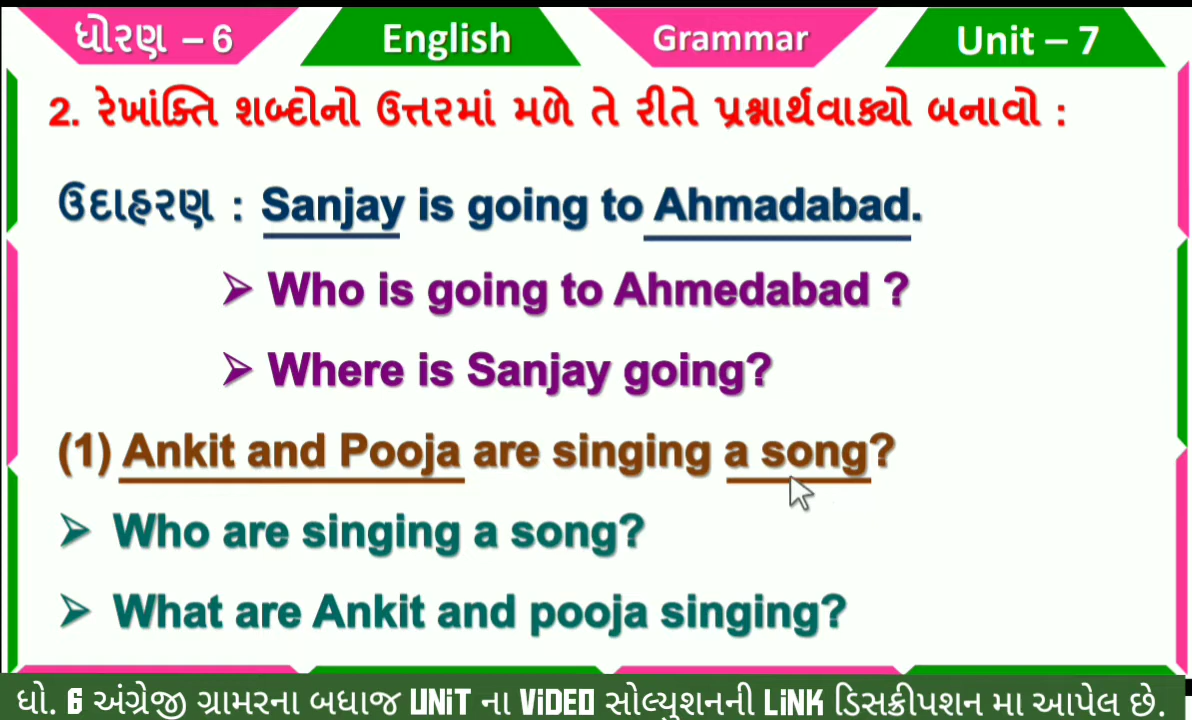 ધોરણ – 6 English Grammar Unit – 7
2. રેખાંક્તિ શબ્દોનો ઉત્તરમાં મળે તે રીતે પ્રશ્નાર્થવાક્યો બનાવો :
ઉદાહરણ : Sanjay is going to Ahmadabad.
➢ Who is going to Ahmedabad ?
➢ Where is Sanjay going?
(1) Ankit and Pooja are singing a song?
➢ Who are singing a song?
➢ What are Ankit and pooja singing?
ધો. 6 અંગ્રેજી ગ્રામરના બધાજ UNiT ના ViDEO સોલ્યુશનની LiNK ડિસક્રીપશન મા આપેલ છે.